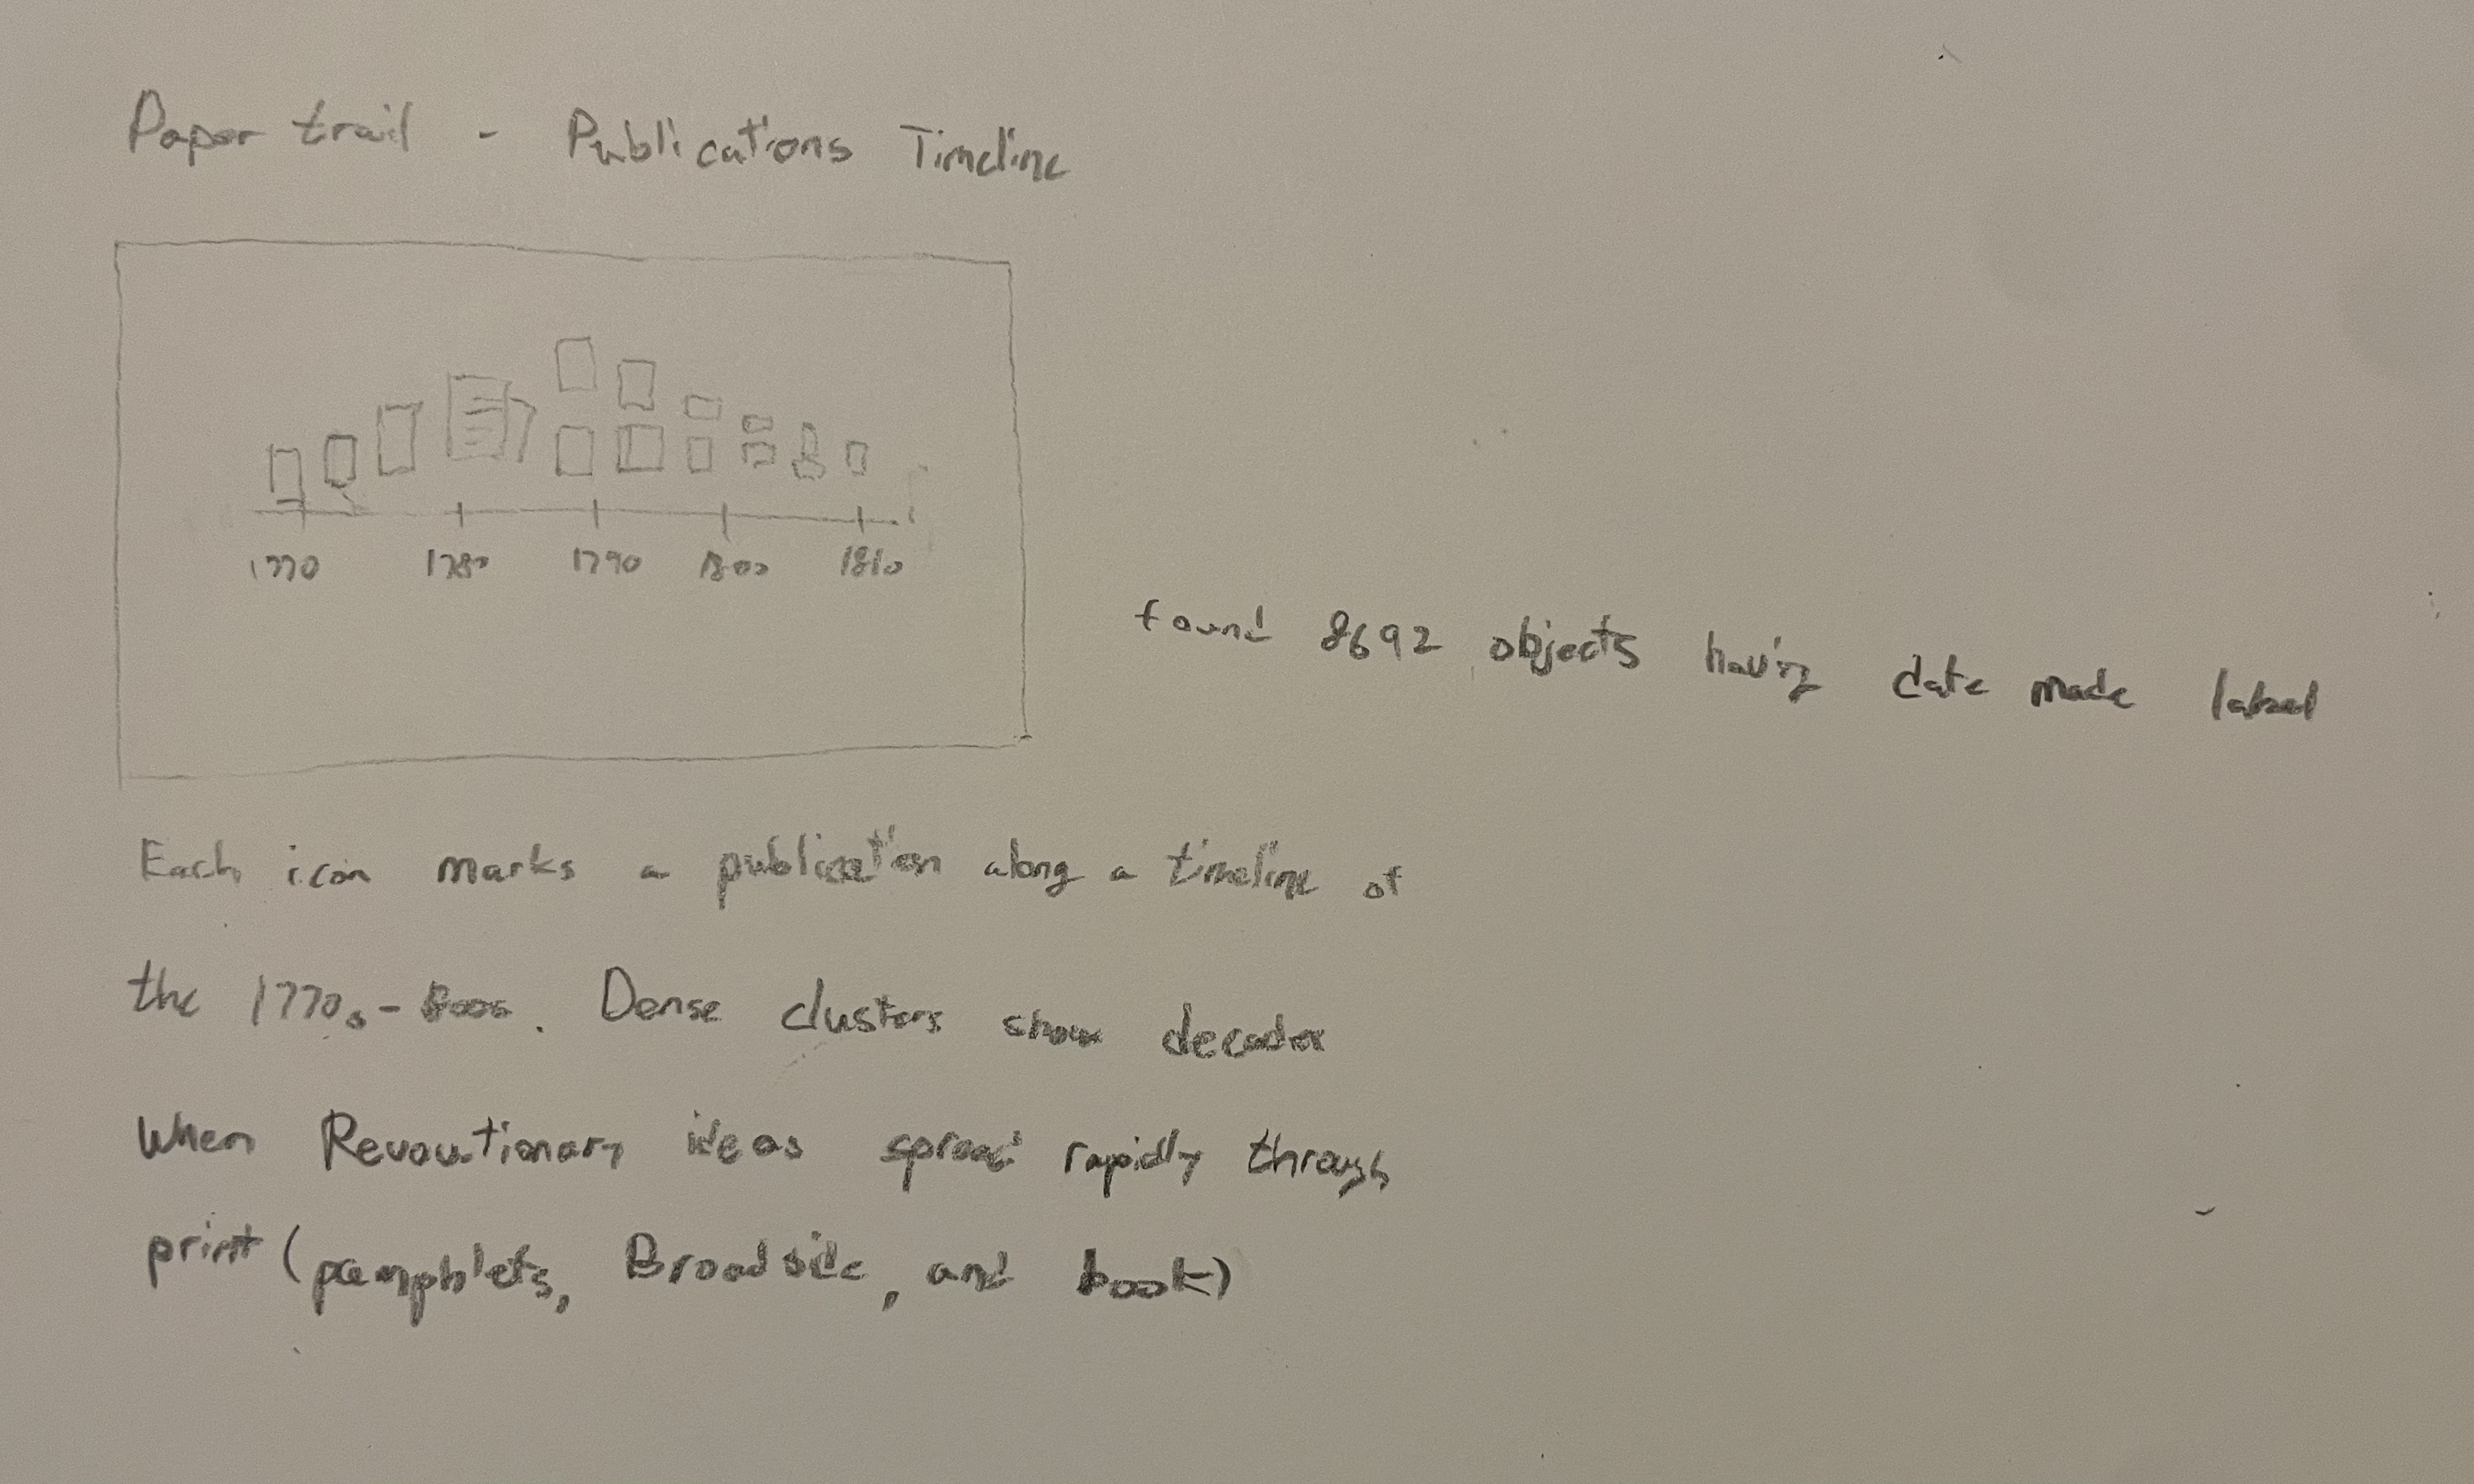 Paper trail - Publications Timeline
1770 1780 1790 1800 1810
found 8692 objects having date made label
Each icon marks a publication along a timeline of
the 1770s - 1800s. Dense clusters show decades
When Revoutionary ideas spread rapidly through
print (pamphlets, Broadside, and book)